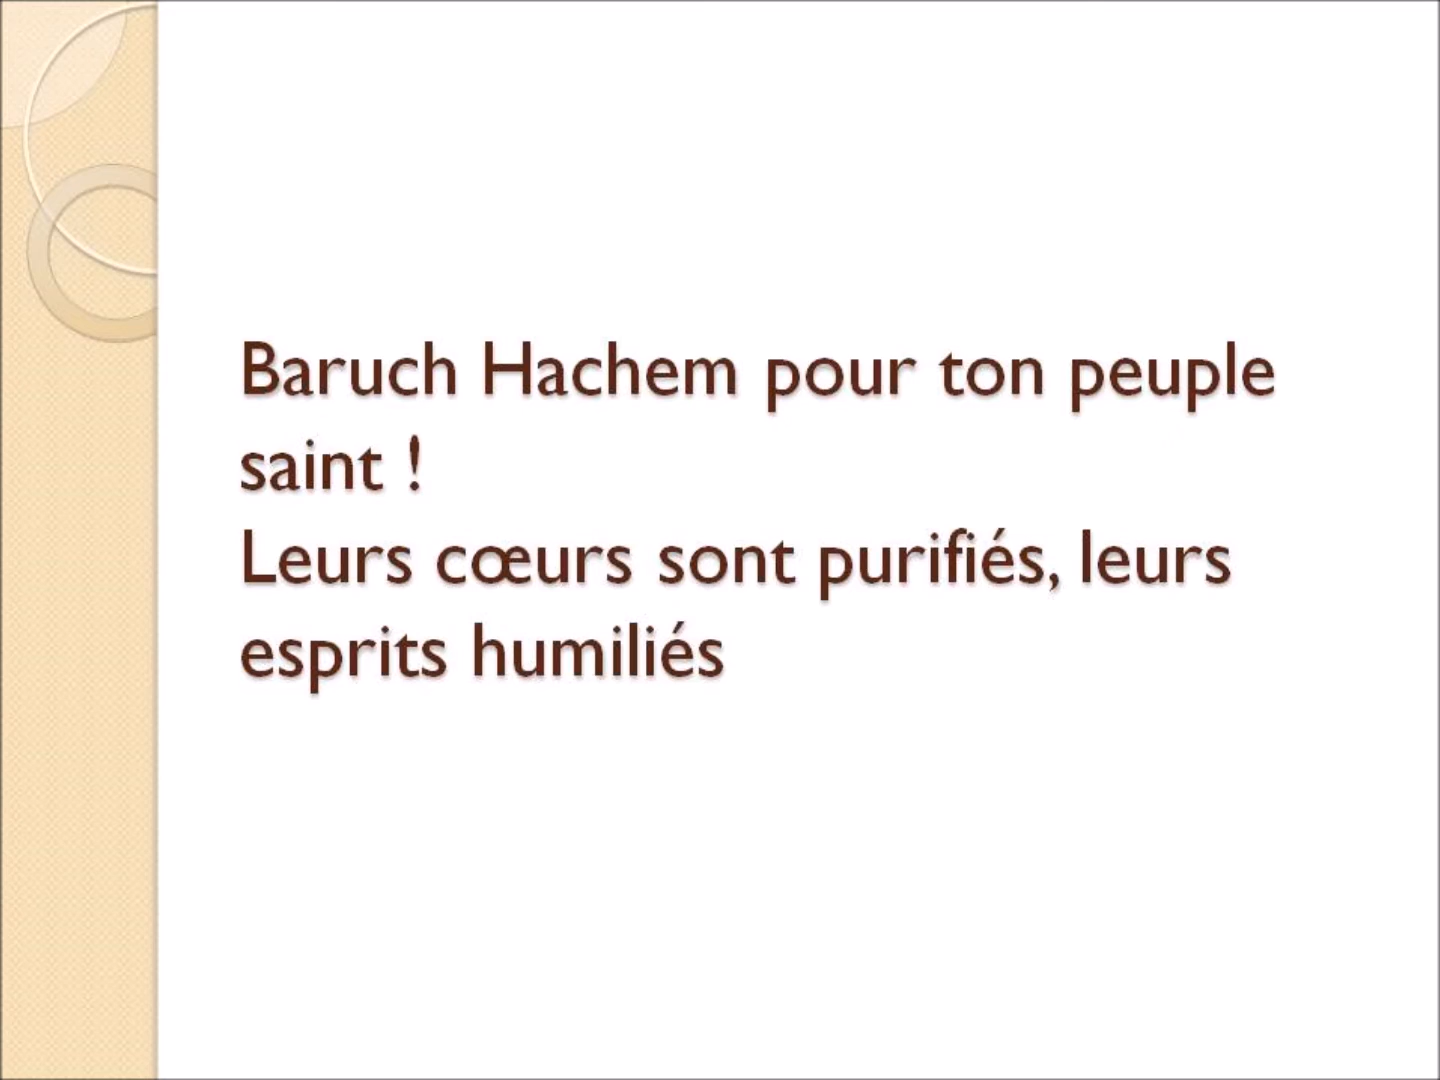 Baruch Hachem pour ton peuple
saint !
Leurs cœurs sont purifiés, leurs
esprits humiliés